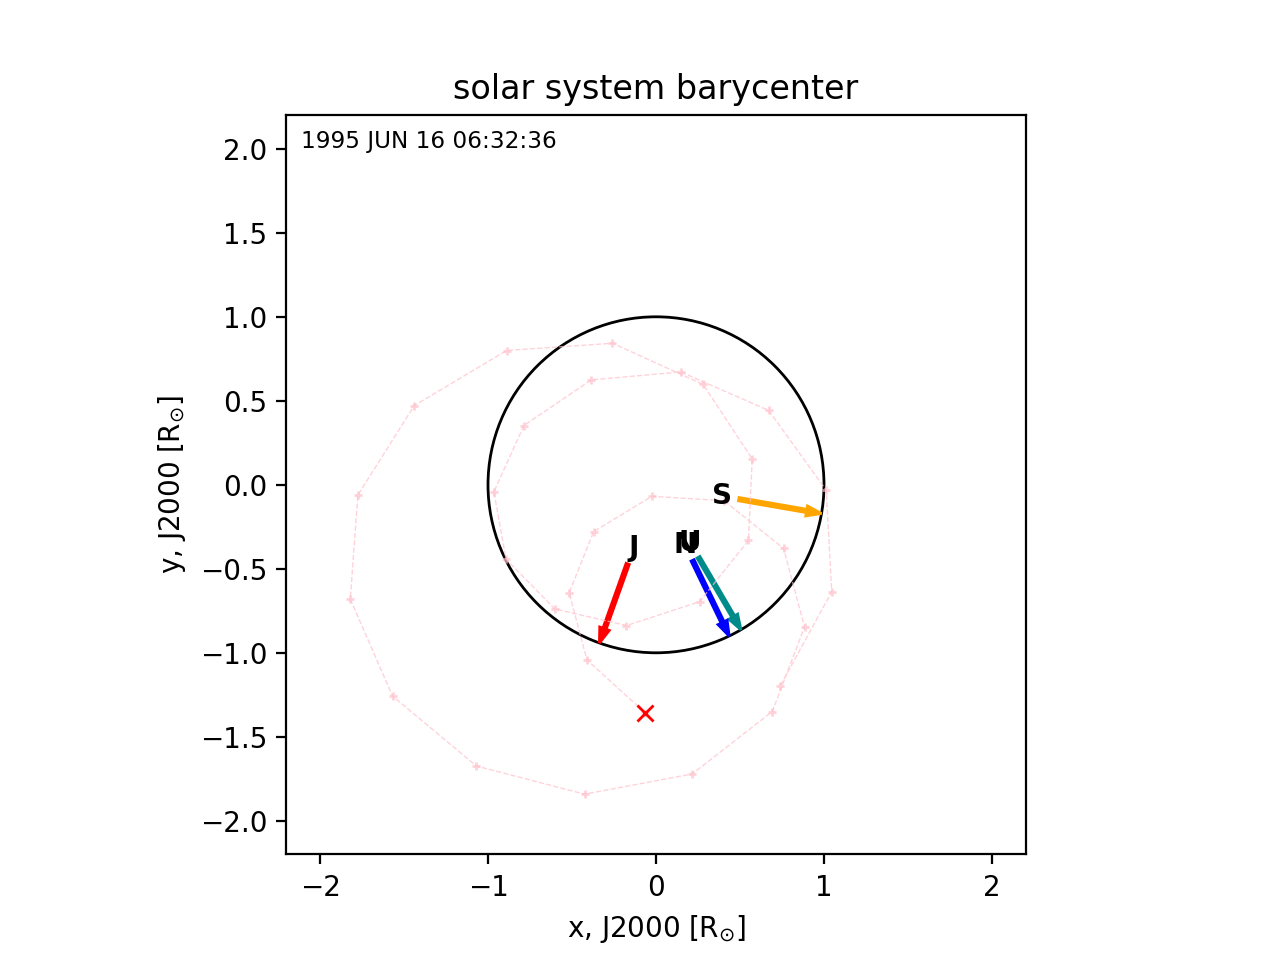 solar system barycenter
1995 JUN 16 06:32:36
2.0
1.5
1.0
0.5
0.0
−0.5
−1.0
−1.5
−2.0
y, J2000 [R☉]
S
J
N
U
−2
−1
0
1
2
x, J2000 [R☉]